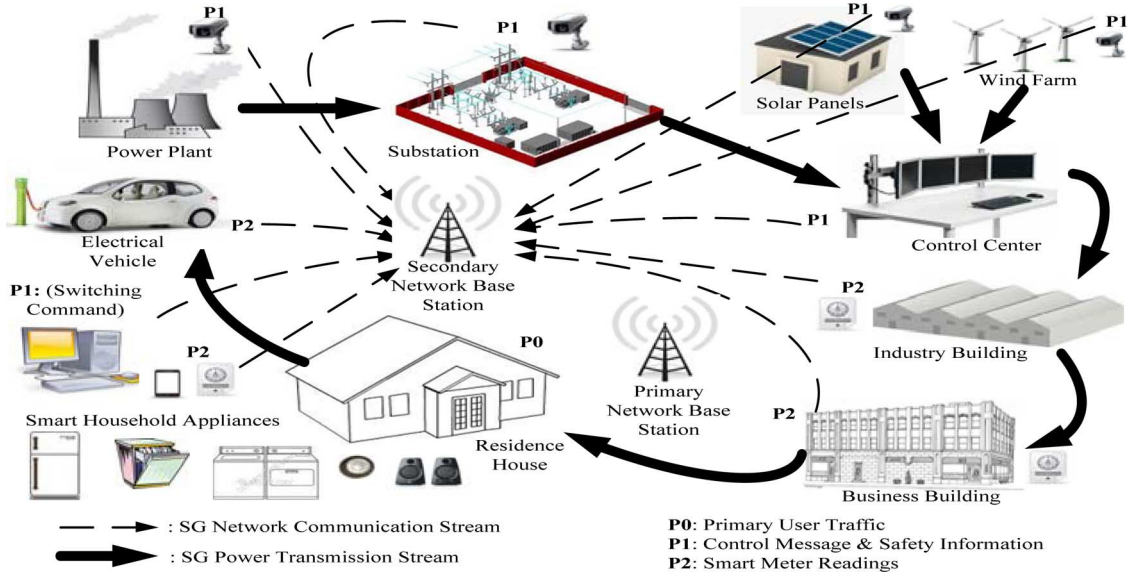 P1
P1
P1
P1
Power Plant
Substation
Solar Panels
Wind Farm
P2
Electrical
Vehicle
Secondary
Network Base
Station
P1
Control Center
P1: (Switching
Command)
P2
P2
P0
Industry Building
Primary
Network Base
Station
Smart Household Appliances
Residence
House
P2
Business Building
: SG Network Communication Stream
: SG Power Transmission Stream
P0: Primary User Traffic
P1: Control Message & Safety Information
P2: Smart Meter Readings